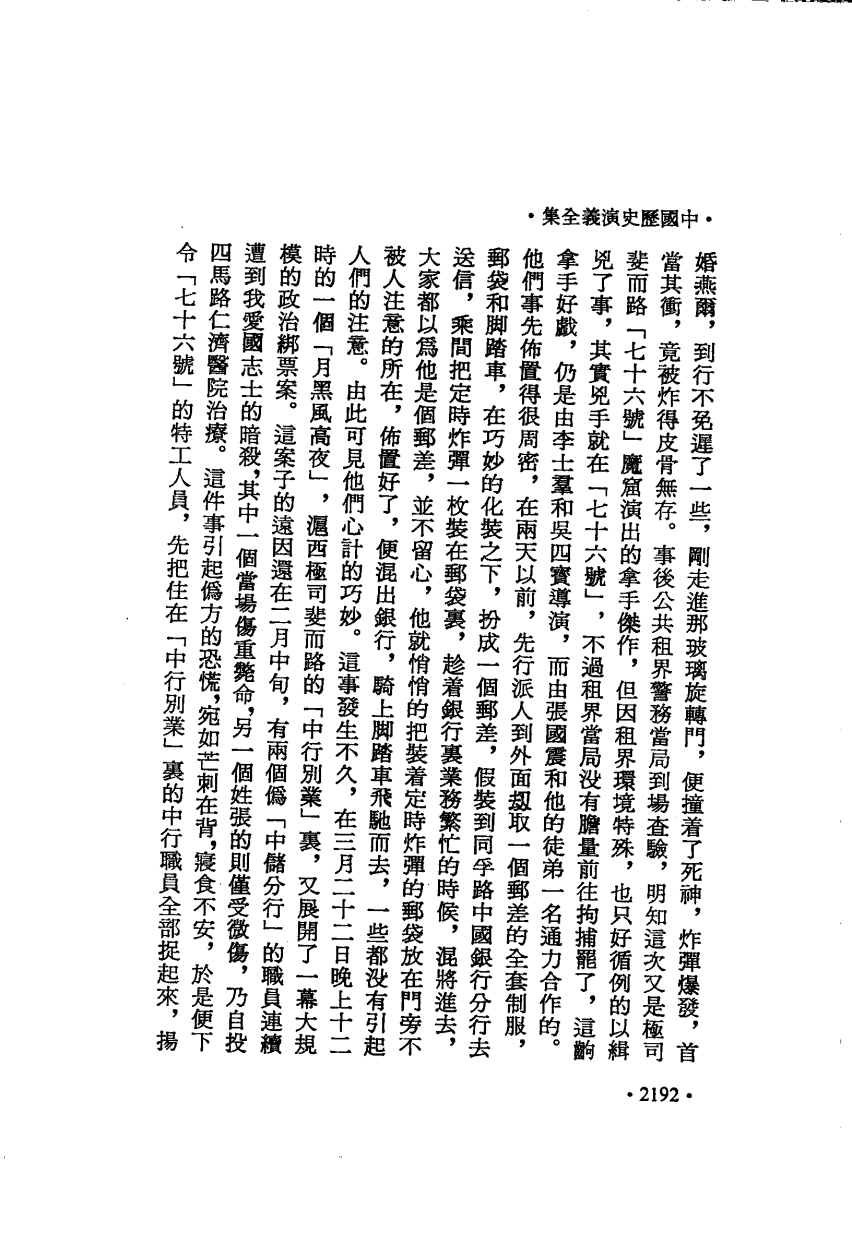 ·中國歷史演義全集·
婚燕爾，到行不免遲了一些，剛走進那玻璃旋轉門，便撞着了死神，炸彈爆發，首
當其衝，竟被炸得皮骨無存。事後公共租界警務當局到場查驗，明知這次又是極司
斐而路「七十六號」魔窟演出的拿手傑作，但因租界環境特殊，也只好循例的以緝
兇了事，其實兇手就在「七十六號」，不過租界當局没有膽量前往拘捕罷了，這齣
拿手好戲，仍是由李士羣和吳四寶導演，而由張國震和他的徒弟一名通力合作的。
他們事先佈置得很周密，在兩天以前，先行派人到外面刼取一個郵差的全套制服，
郵袋和脚踏車，在巧妙的化裝之下，扮成一個郵差，假裝到同孚路中國銀行分行去
送信，乘間把定時炸彈一枚裝在郵袋裏，趁着銀行裏業務繁忙的時候，混將進去，
大家都以爲他是個郵差，並不留心，他就悄悄的把裝着定時炸彈的郵袋放在門旁不
被人注意的所在，佈置好了，便混出銀行，騎上脚踏車飛馳而去，一些都没有引起
人們的注意。由此可見他們心計的巧妙。這事發生不久，在三月二十二日晚上十二
時的一個「月黑風高夜」，滬西極司斐而路的「中行別業」裏，又展開了一幕大規
模的政治綁票案。這案子的遠因還在二月中旬，有兩個僞「中儲分行」的職員連續
遭到我愛國志士的暗殺，其中一個當場傷重斃命，另一個姓張的則僅受微傷，乃自投
四馬路仁濟醫院治療。這件事引起僞方的恐慌，宛如芒刺在背，寢食不安，於是便下
令「七十六號」的特工人員，先把住在「中行別業」裏的中行職員全部捉起來，揚
·2192·